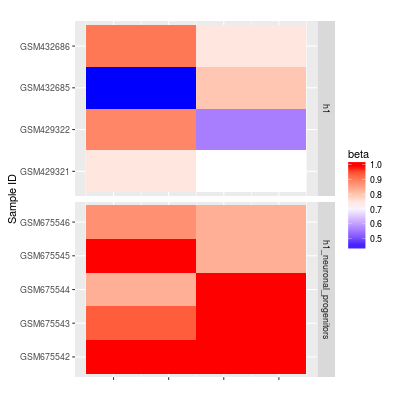 GSM432686
GSM432685
GSM429322
GSM429321
h1
GSM675546
GSM675545
GSM675544
GSM675543
GSM675542
h1_neuronal_progenitors
Sample ID
beta
1.0
0.9
0.8
0.7
0.6
0.5